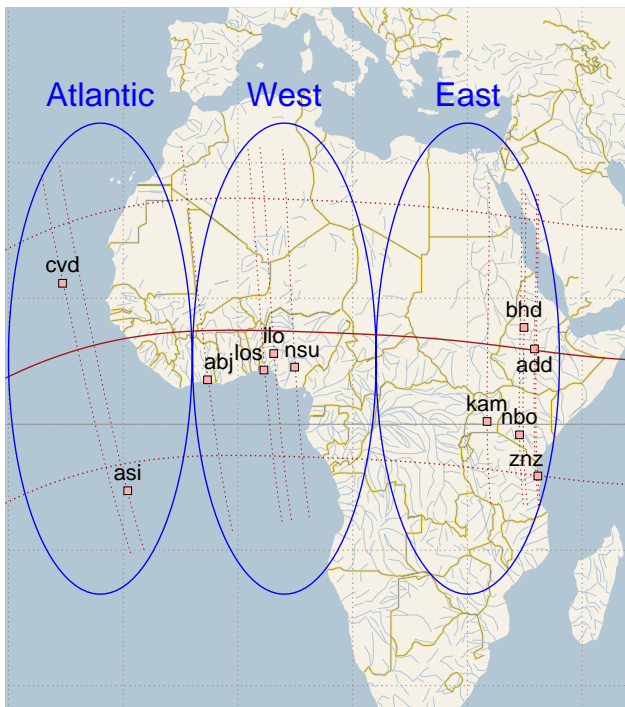 Atlantic West East
cvd
bhd
ilo
los nsu
abj
add
kam nbo
znz
asi